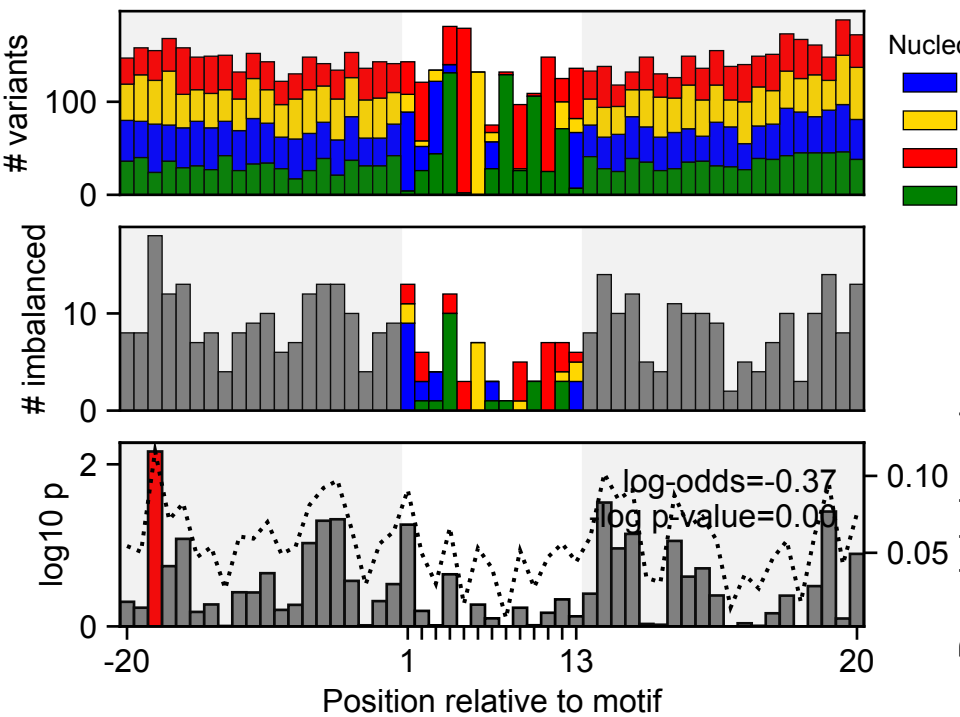 # variants
100
0
Nucleo
# imbalanced
10
0
log10 p
2
0
log-odds=-0.37
-log p-value=0.00
0.10
0.05
-20
1
13
20
Position relative to motif